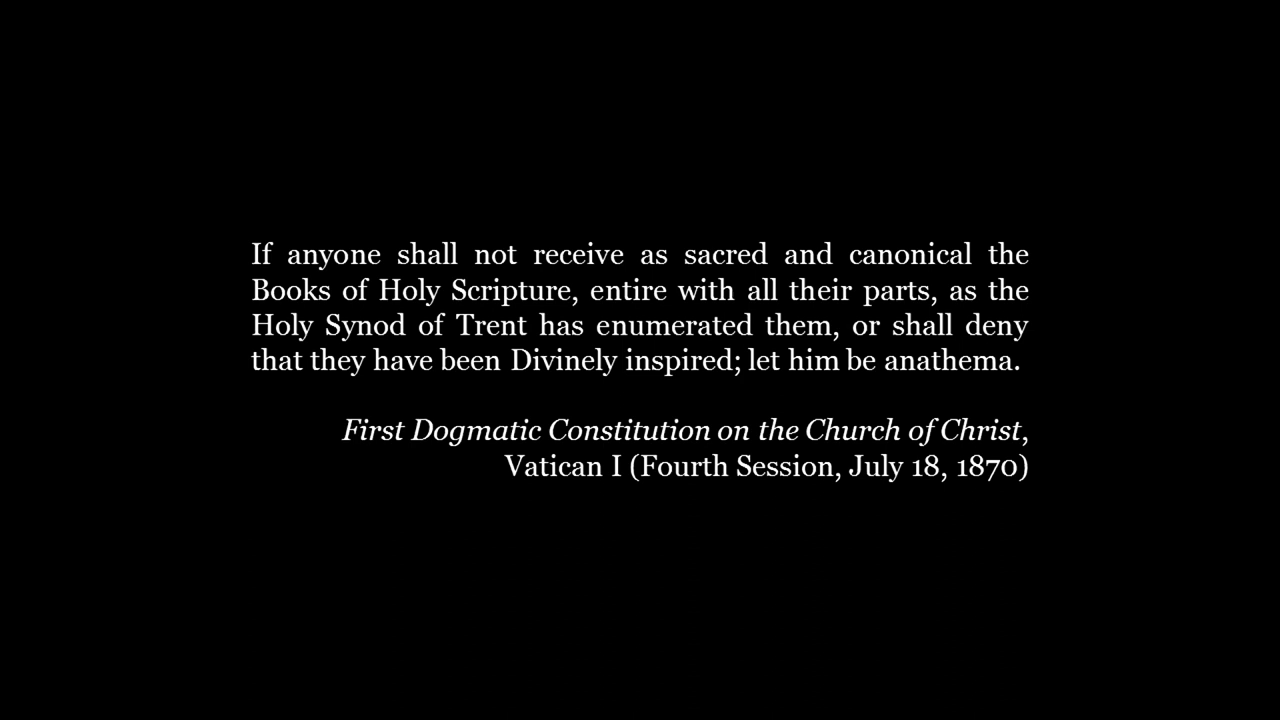 If anyone shall not receive as sacred and canonical the
Books of Holy Scripture, entire with all their parts, as the
Holy Synod of Trent has enumerated them, or shall deny
that they have been Divinely inspired; let him be anathema.
First Dogmatic Constitution on the Church of Christ,
Vatican I (Fourth Session, July 18, 1870)